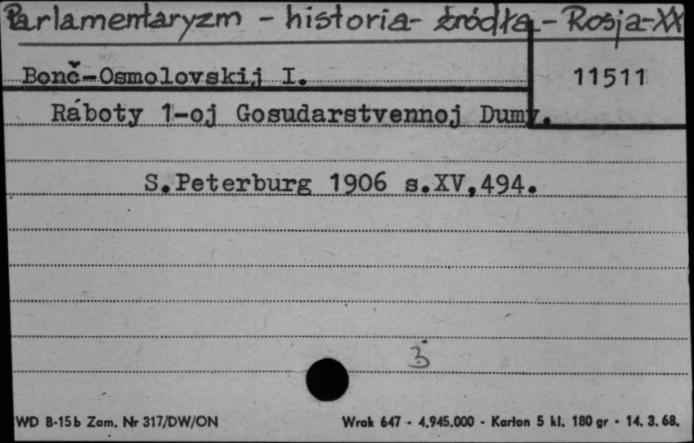 Parlamentaryzm - historia - źródła - Rosja - XX
Bonč-Osmolovskij I.
11511
Ráboty 1-oj Gosudarstvennoj Dumy.
S.Peterburg 1906 s.XV,494.
3
WD B-15b Zam. Nr 317/DW/ON
Wrak 647 - 4.945.000 - Karton 5 kl. 180 gr - 14. 3. 68.